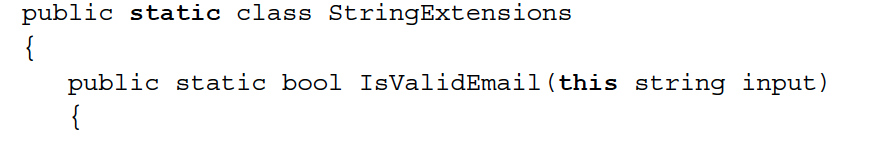 public static class StringExtensions
{
public static bool IsValidEmail(this string input)
{